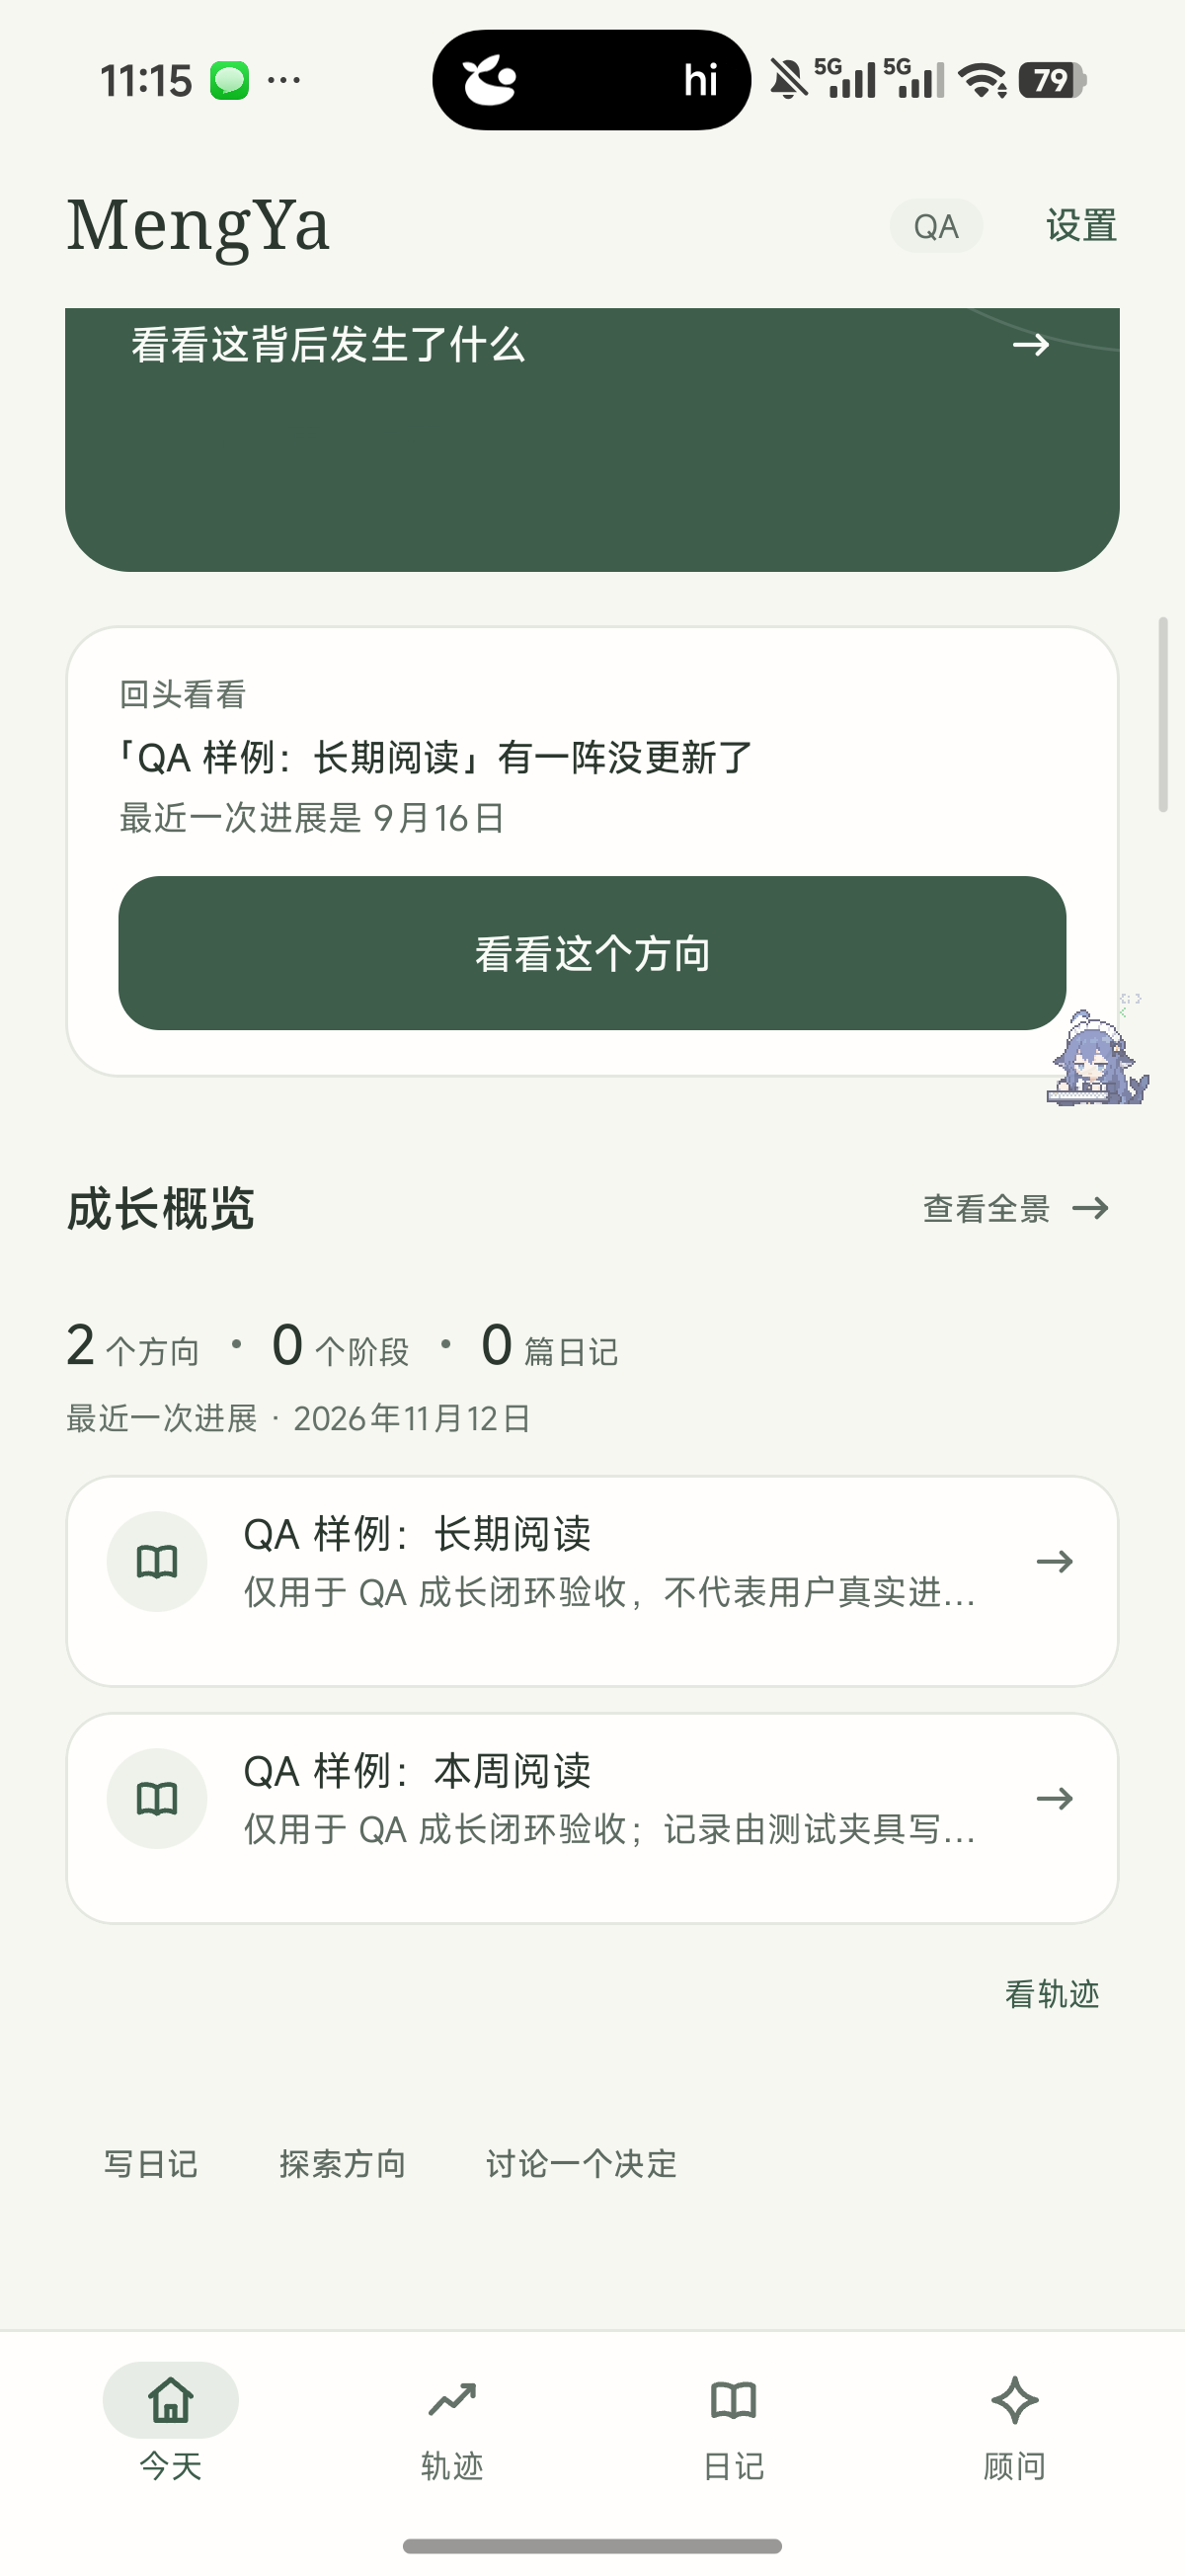 11:15
hi
5G
5G
79
MengYa
QA
设置
看看这背后发生了什么
回头看看
「QA 样例：长期阅读」有一阵没更新了
最近一次进展是 9月16日
看看这个方向
成长概览
查看全景
2 个方向 · 0 个阶段 · 0 篇日记
最近一次进展 · 2026年11月12日
QA 样例：长期阅读
仅用于 QA 成长闭环验收，不代表用户真实进...
QA 样例：本周阅读
仅用于 QA 成长闭环验收；记录由测试夹具写...
看轨迹
写日记
探索方向
讨论一个决定
今天
轨迹
日记
顾问